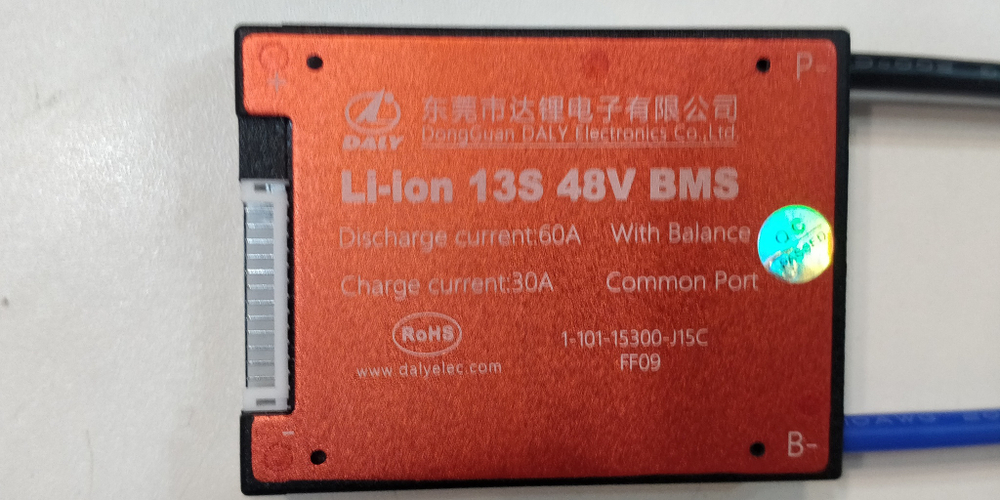 P-
+
DALY
东莞市达锂电子有限公司
DongGuan DALY Electronics Co.,Ltd.
Li-Ion 13S 48V BMS
Discharge current:60A With Balance
Charge current:30A Common Port
QC
PASSED
RoHS
1-101-15300-J15C
FF09
www.dalyelec.com
-
B-